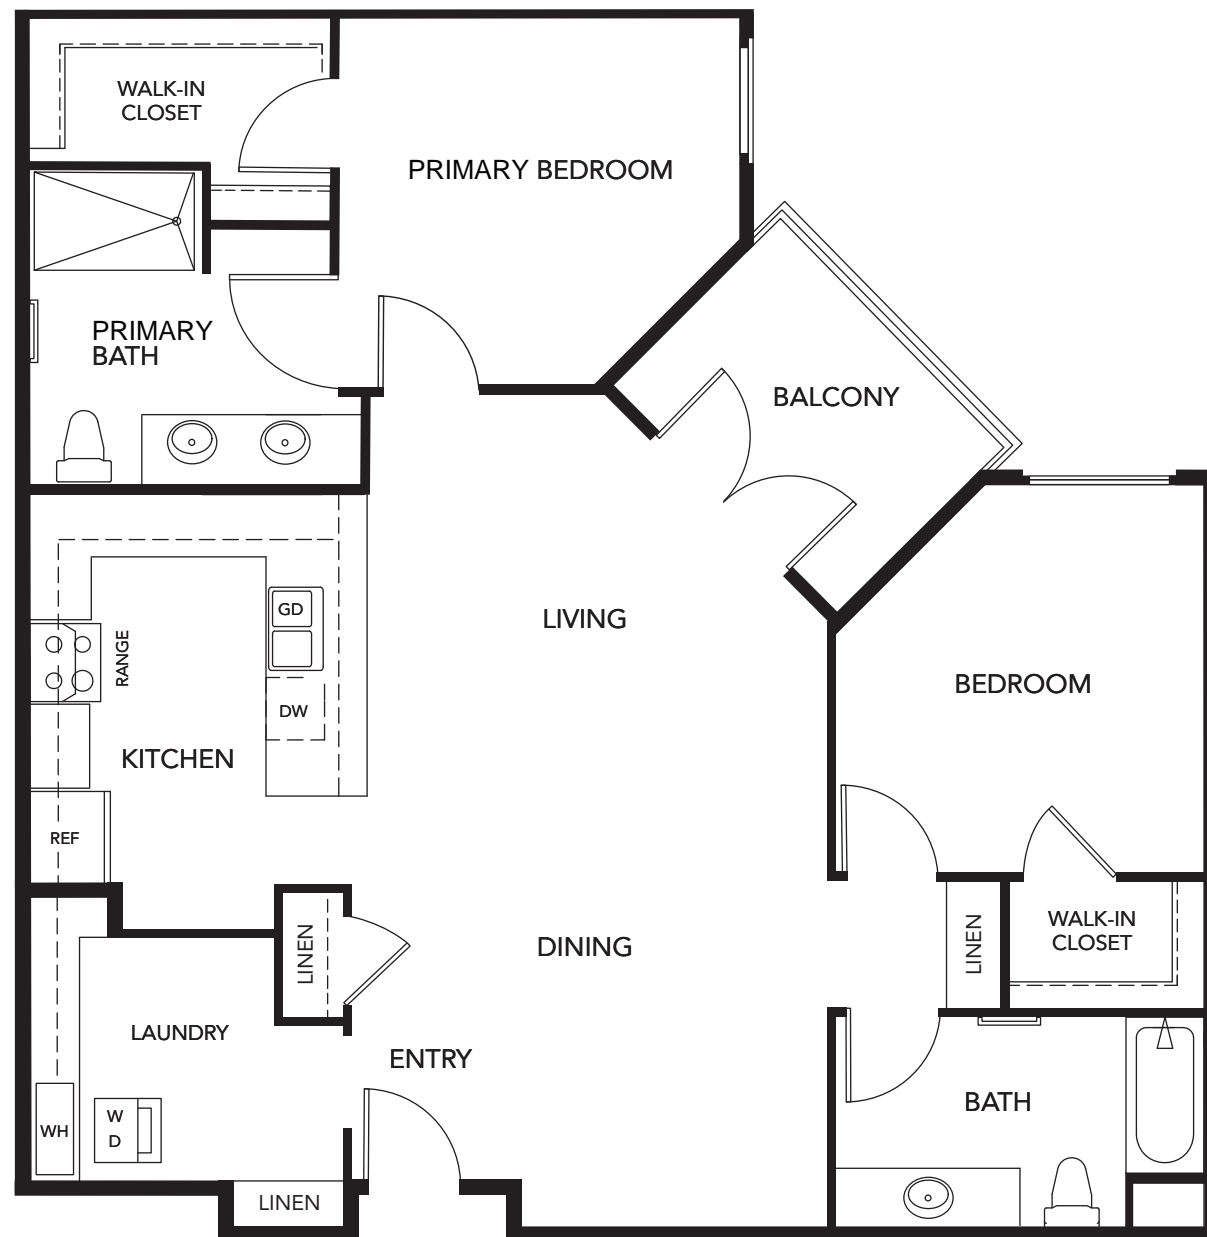 WALK-IN
CLOSET
PRIMARY BEDROOM
PRIMARY
BATH
BALCONY
GD
LIVING
RANGE
BEDROOM
DW
KITCHEN
REF
LINEN
DINING
LINEN
WALK-IN
CLOSET
LAUNDRY
ENTRY
BATH
W
D
WH
LINEN